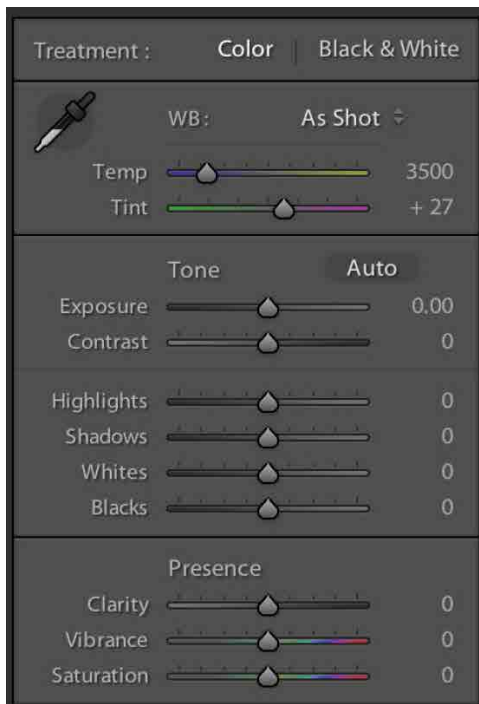 Treatment : Color | Black & White
WB: As Shot
Temp 3500
Tint + 27
Tone Auto
Exposure 0.00
Contrast 0
Highlights 0
Shadows 0
Whites 0
Blacks 0
Presence
Clarity 0
Vibrance 0
Saturation 0